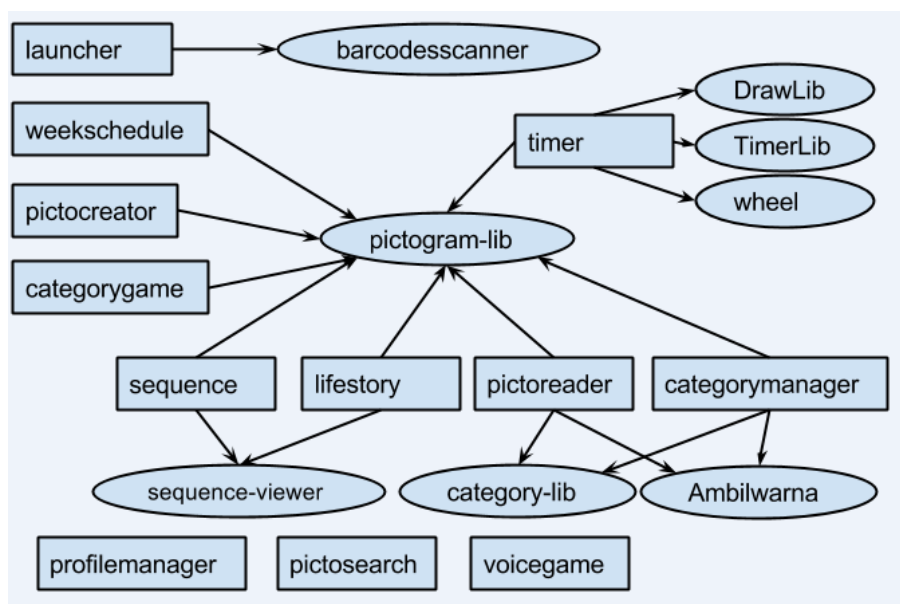 launcher
barcodesscanner
DrawLib
weekschedule
timer
TimerLib
wheel
pictocreator
pictogram-lib
categorygame
sequence
lifestory
pictoreader
categorymanager
sequence-viewer
category-lib
Ambilwarna
profilemanager
pictosearch
voicegame